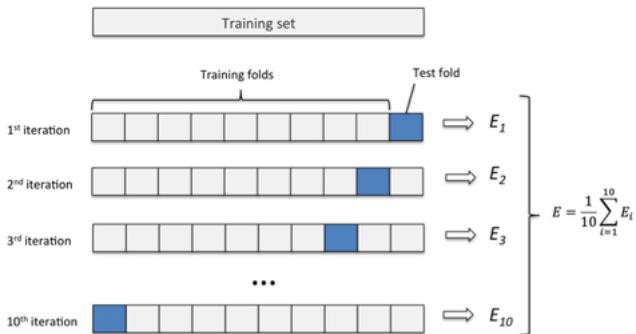 Training set
Training folds
Test fold
1st iteration
E1
2nd iteration
E2
3rd iteration
E3
...
10th iteration
E10
E = 1/10 10∑i=1 Ei